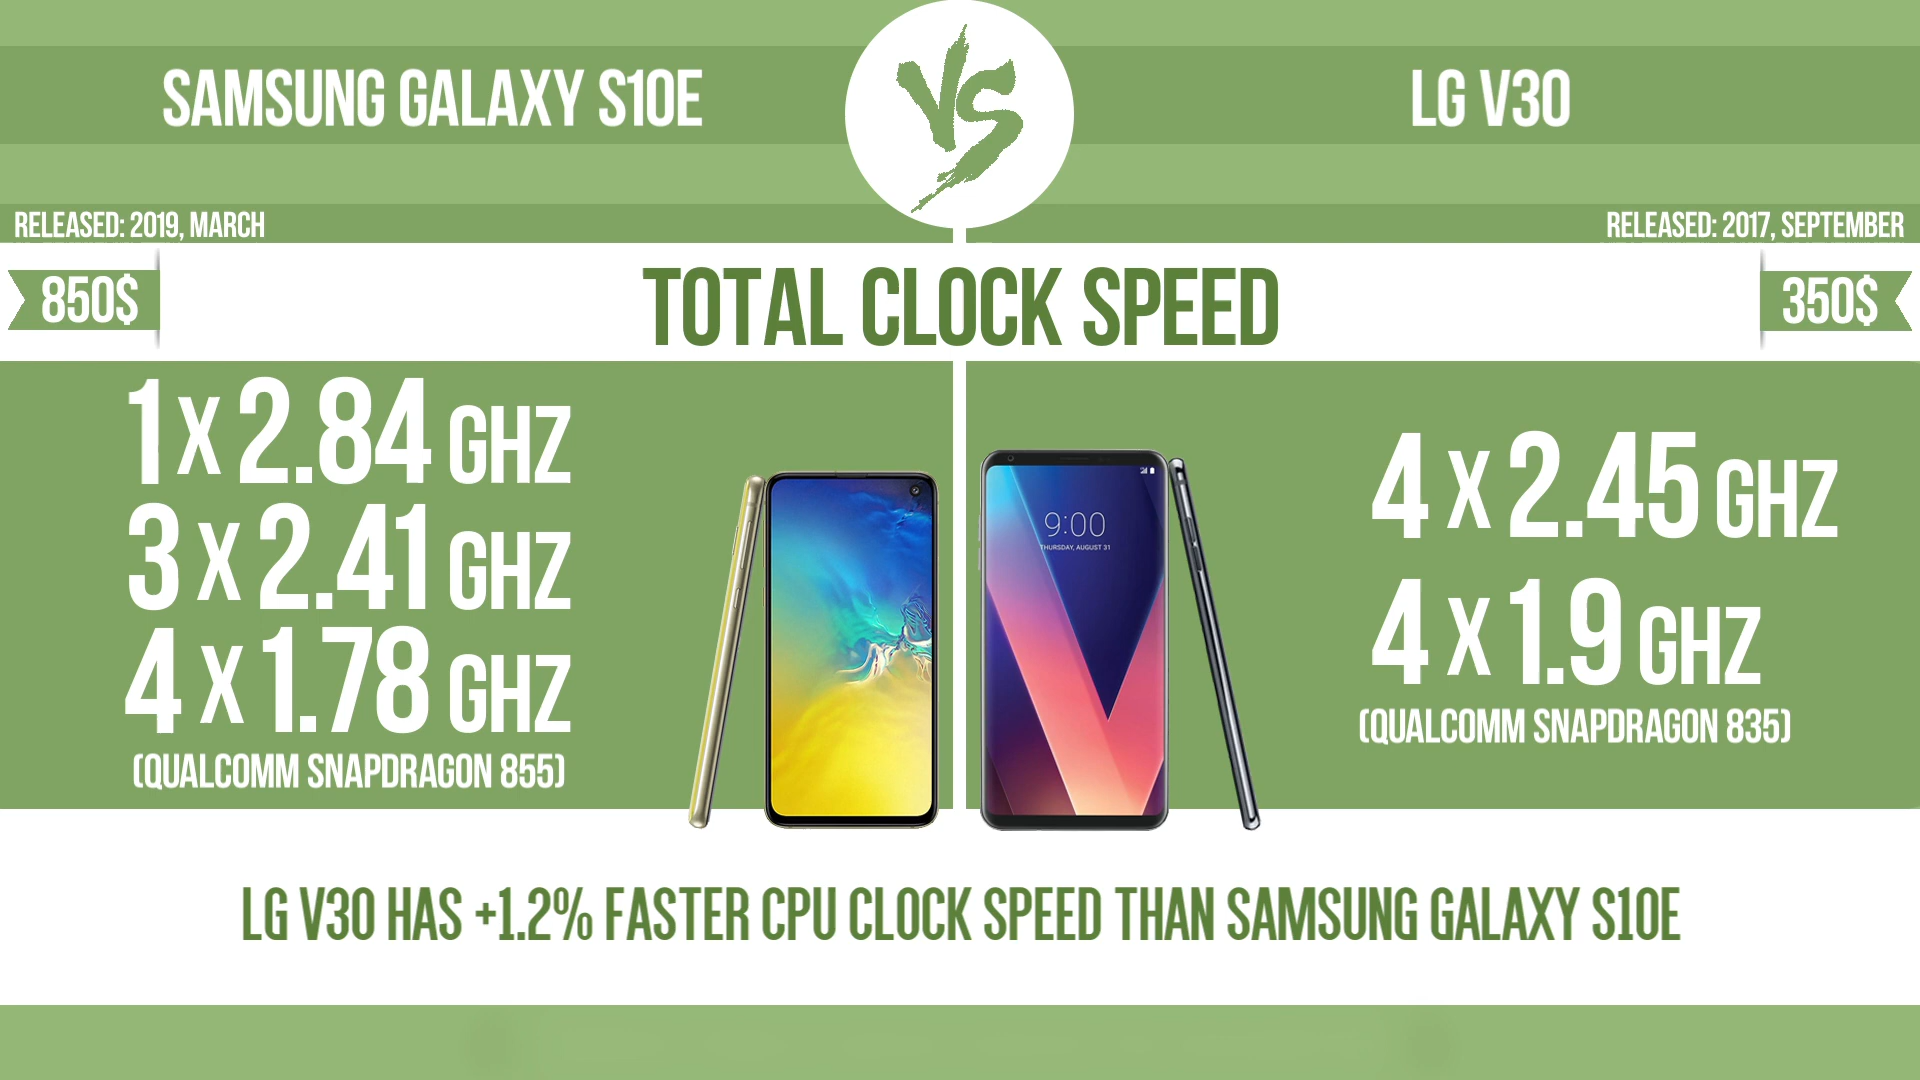 SAMSUNG GALAXY S10E
VS
LG V30
RELEASED: 2019, MARCH
RELEASED: 2017, SEPTEMBER
850$
TOTAL CLOCK SPEED
350$
1 X 2.84 GHZ
3 X 2.41 GHZ
4 X 1.78 GHZ
(QUALCOMM SNAPDRAGON 855)
9:00
THURSDAY, AUGUST 31
4 X 2.45 GHZ
4 X 1.9 GHZ
(QUALCOMM SNAPDRAGON 835)
LG V30 HAS +1.2% FASTER CPU CLOCK SPEED THAN SAMSUNG GALAXY S10E